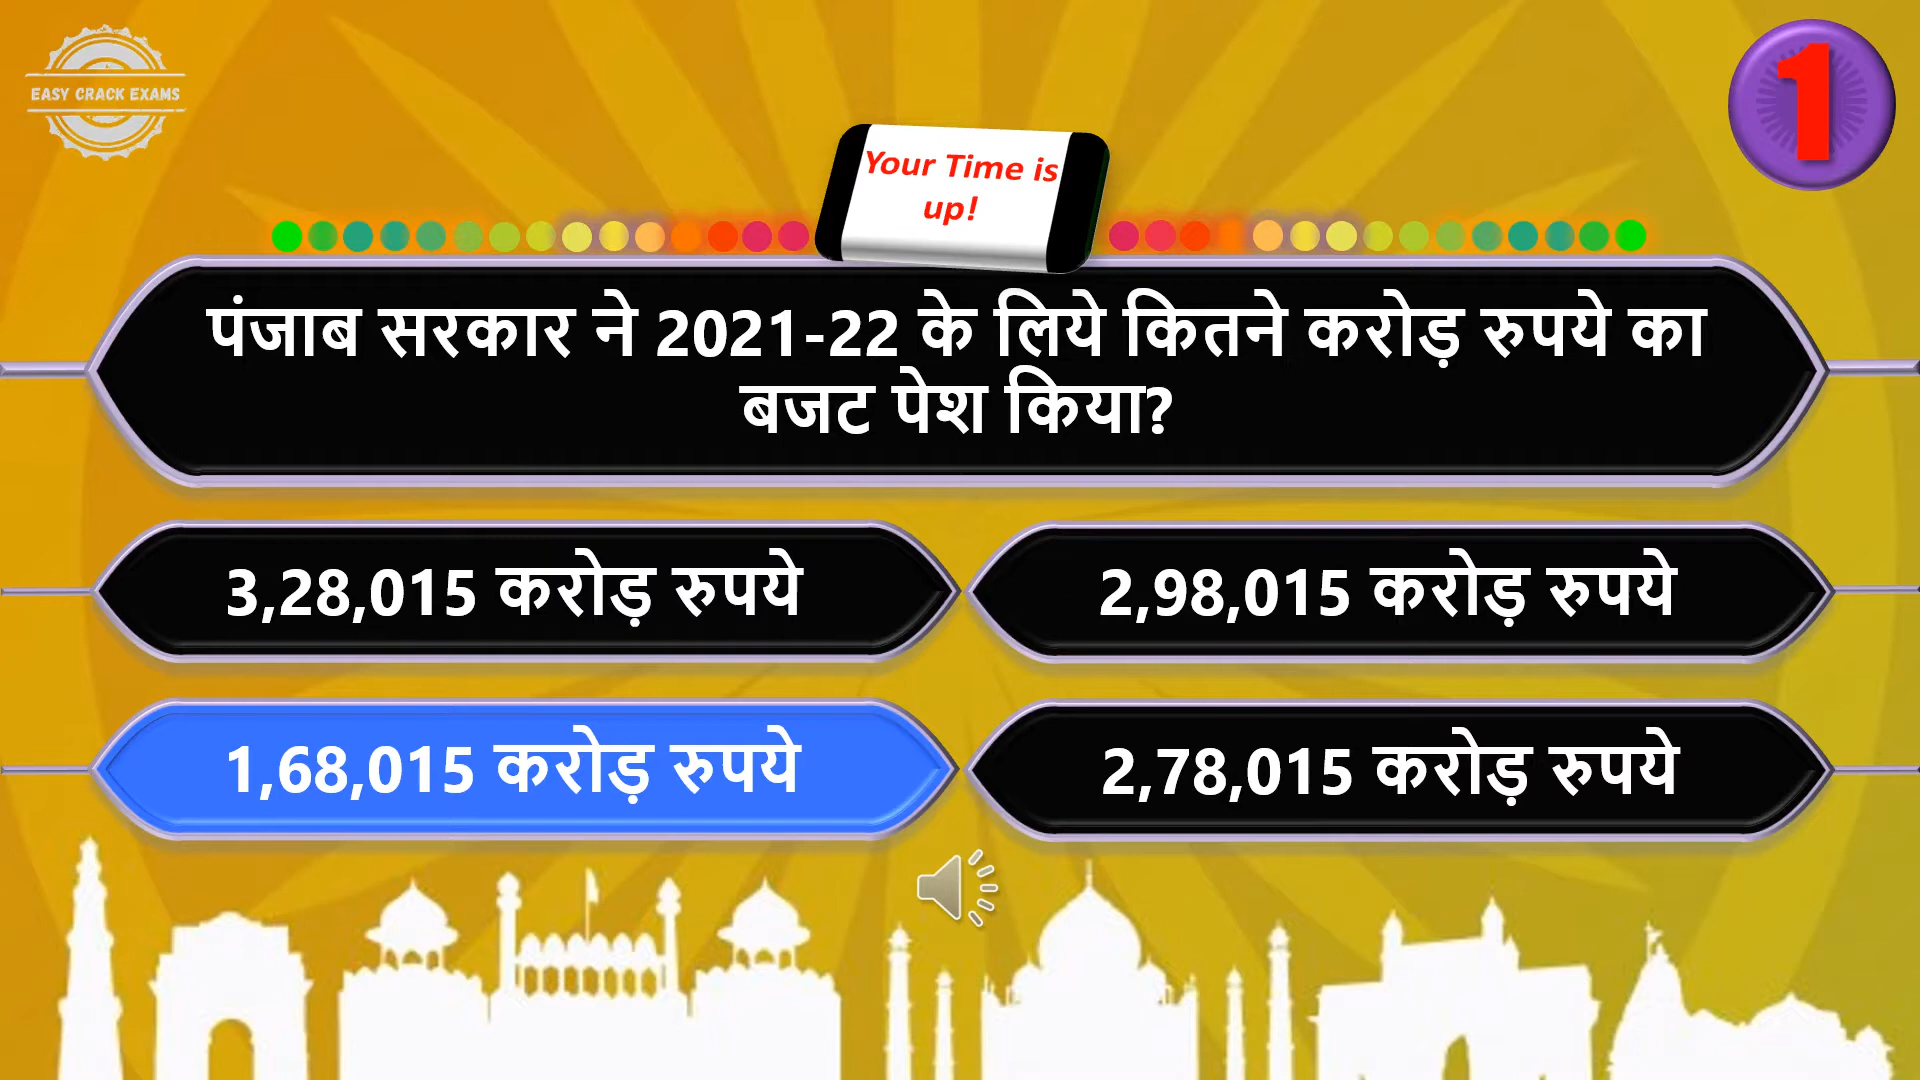 EASY CRACK EXAMS
1
Your Time is
up!
पंजाब सरकार ने 2021-22 के लिये कितने करोड़ रुपये का
बजट पेश किया?
3,28,015 करोड़ रुपये
2,98,015 करोड़ रुपये
1,68,015 करोड़ रुपये
2,78,015 करोड़ रुपये